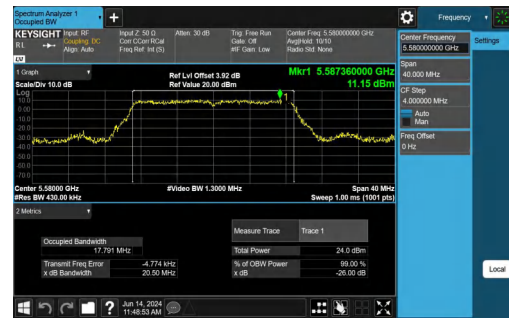 Spectrum Analyzer 1
Occupied BW
+
Frequency
KEYSIGHT
RL
Input: RF
Coupling: DC
Align: Auto
Input Z: 50 Ω
Corr CCorr RCal
Freq Ref: Int (S)
Atten: 30 dB
Trig: Free Run
Gate: Off
#IF Gain: Low
Center Freq: 5.580000000 GHz
Avg|Hold: 10/10
Radio Std: None
Center Frequency
5.580000000 GHz
Settings
Span
40.000 MHz
CF Step
4.000000 MHz
Auto
Man
Freq Offset
0 Hz
Local
1 Graph
Scale/Div 10.0 dB
Ref Lvl Offset 3.92 dB
Ref Value 20.00 dBm
Mkr1 5.587360000 GHz
11.15 dBm
Log
10.0
0.00
-10.0
-20.0
-30.0
-40.0
-50.0
-60.0
-70.0
1
Center 5.58000 GHz
#Res BW 430.00 kHz
#Video BW 1.3000 MHz
Span 40 MHz
Sweep 1.00 ms (1001 pts)
2 Metrics
Measure Trace Trace 1
Occupied Bandwidth
17.791 MHz
Total Power 24.0 dBm
Transmit Freq Error -4.774 kHz
% of OBW Power 99.00 %
x dB Bandwidth 20.50 MHz
x dB -26.00 dB
?
Jun 14, 2024
11:48:53 AM